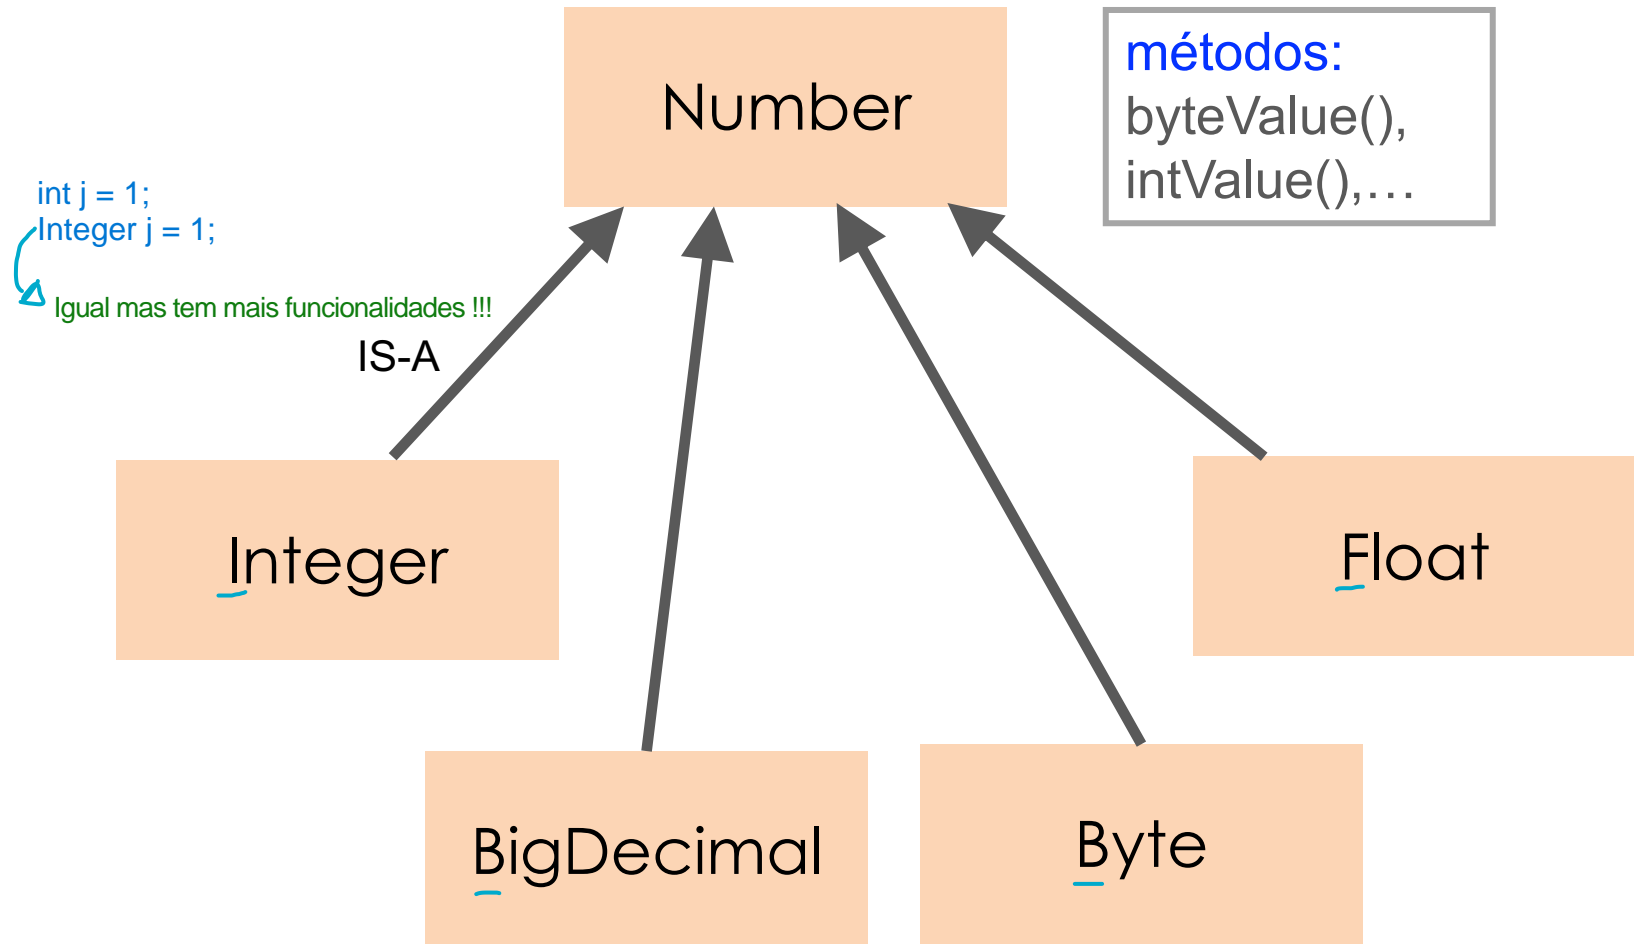 Number
métodos:
byteValue(),
intValue(),…
int j = 1;
Integer j = 1;
Igual mas tem mais funcionalidades !!!
IS-A
Integer
Float
BigDecimal
Byte